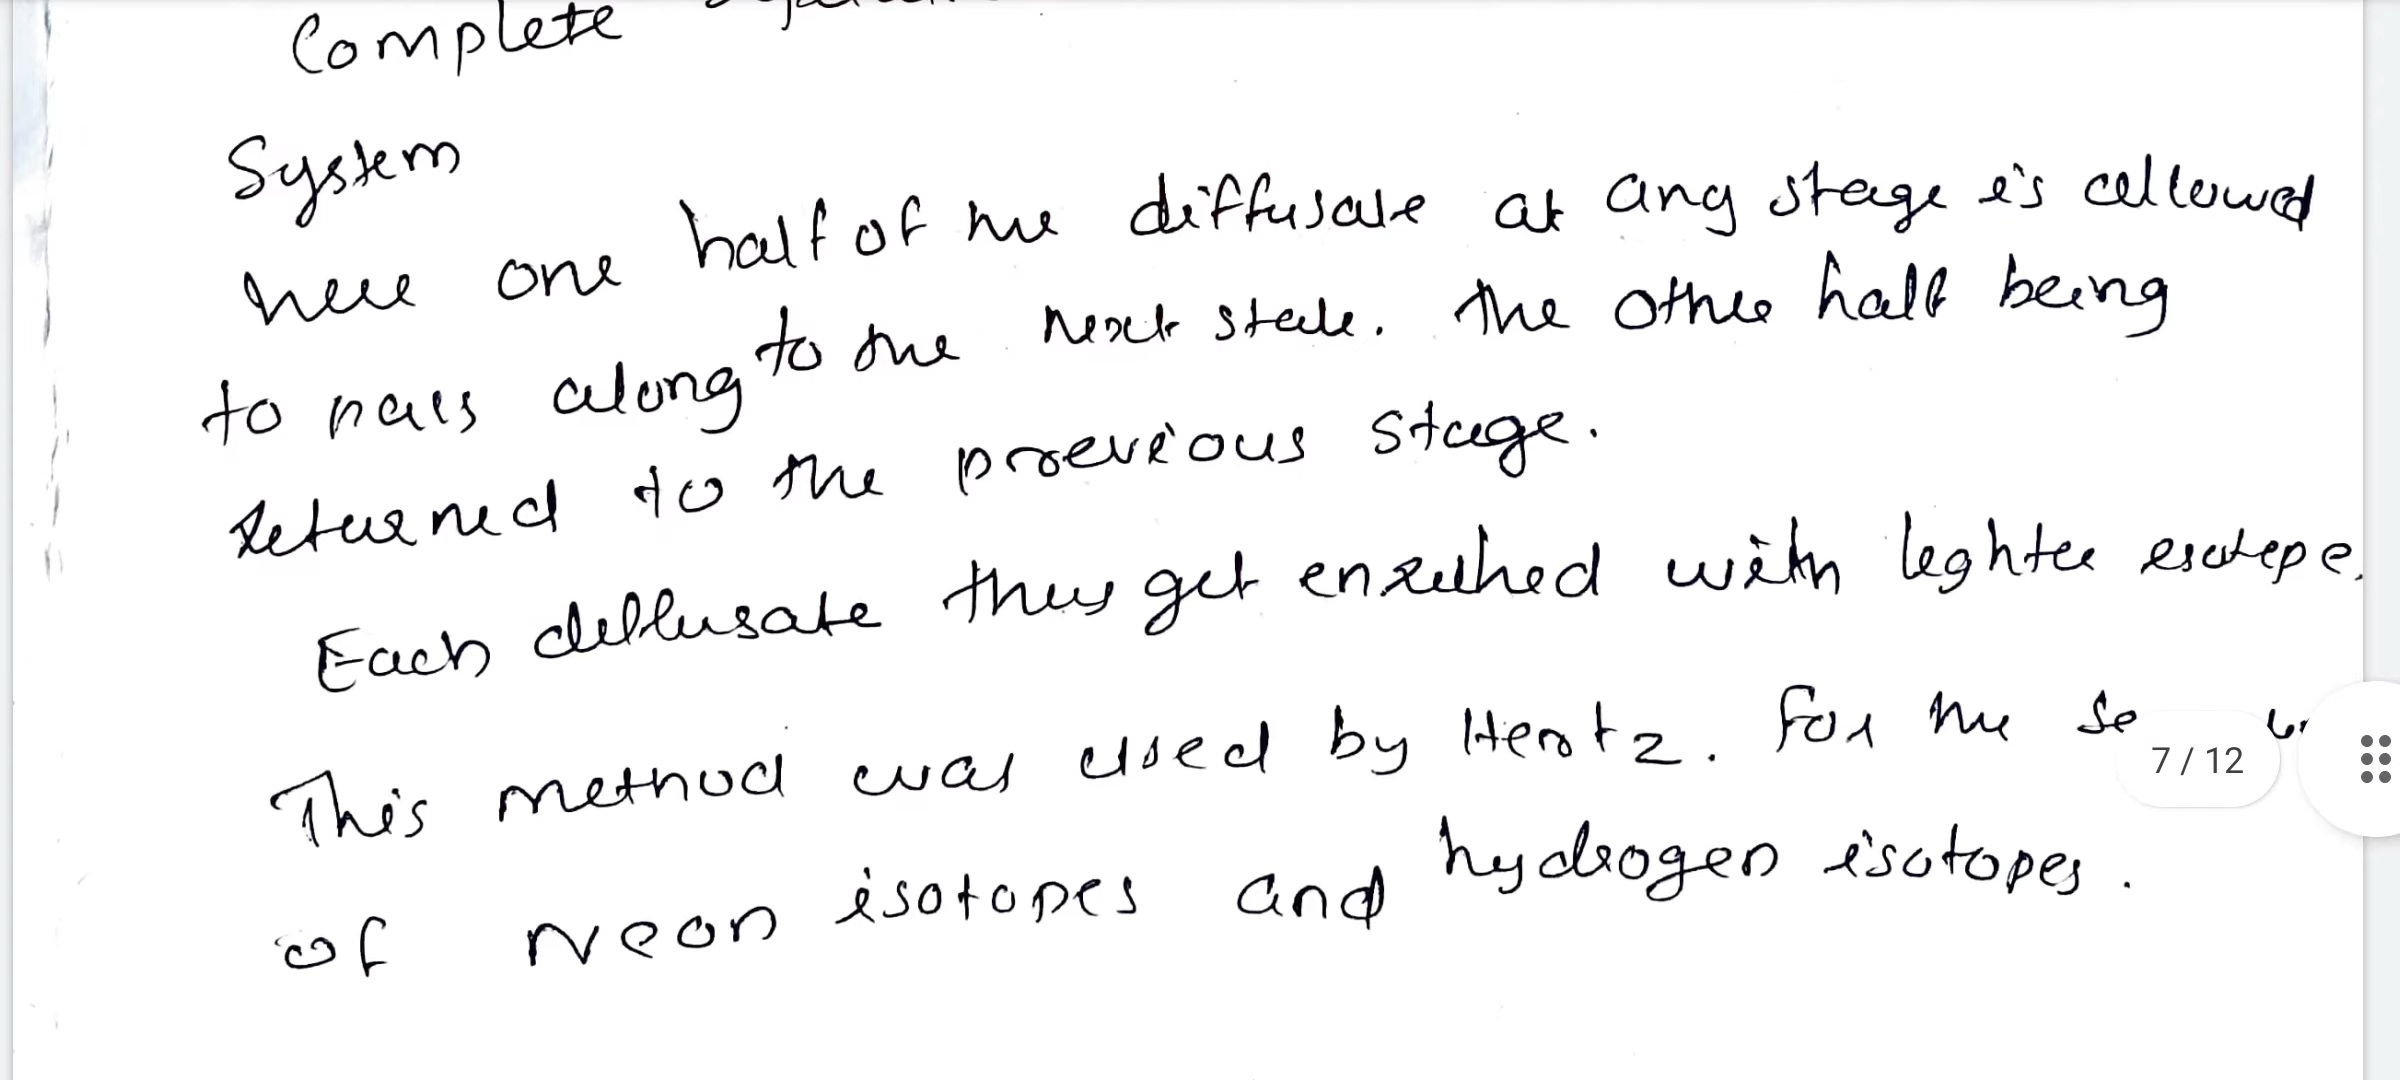 Complete
System
here one half of the diffusate at any stage is allowed
to pass along to the next state. The other half being
returned to the previous stage.
Each diffusate thus get enriched with lighter isotope.
This method was used by Hertz. For the se
7 / 12
of Neon isotopes and hydrogen isotopes.